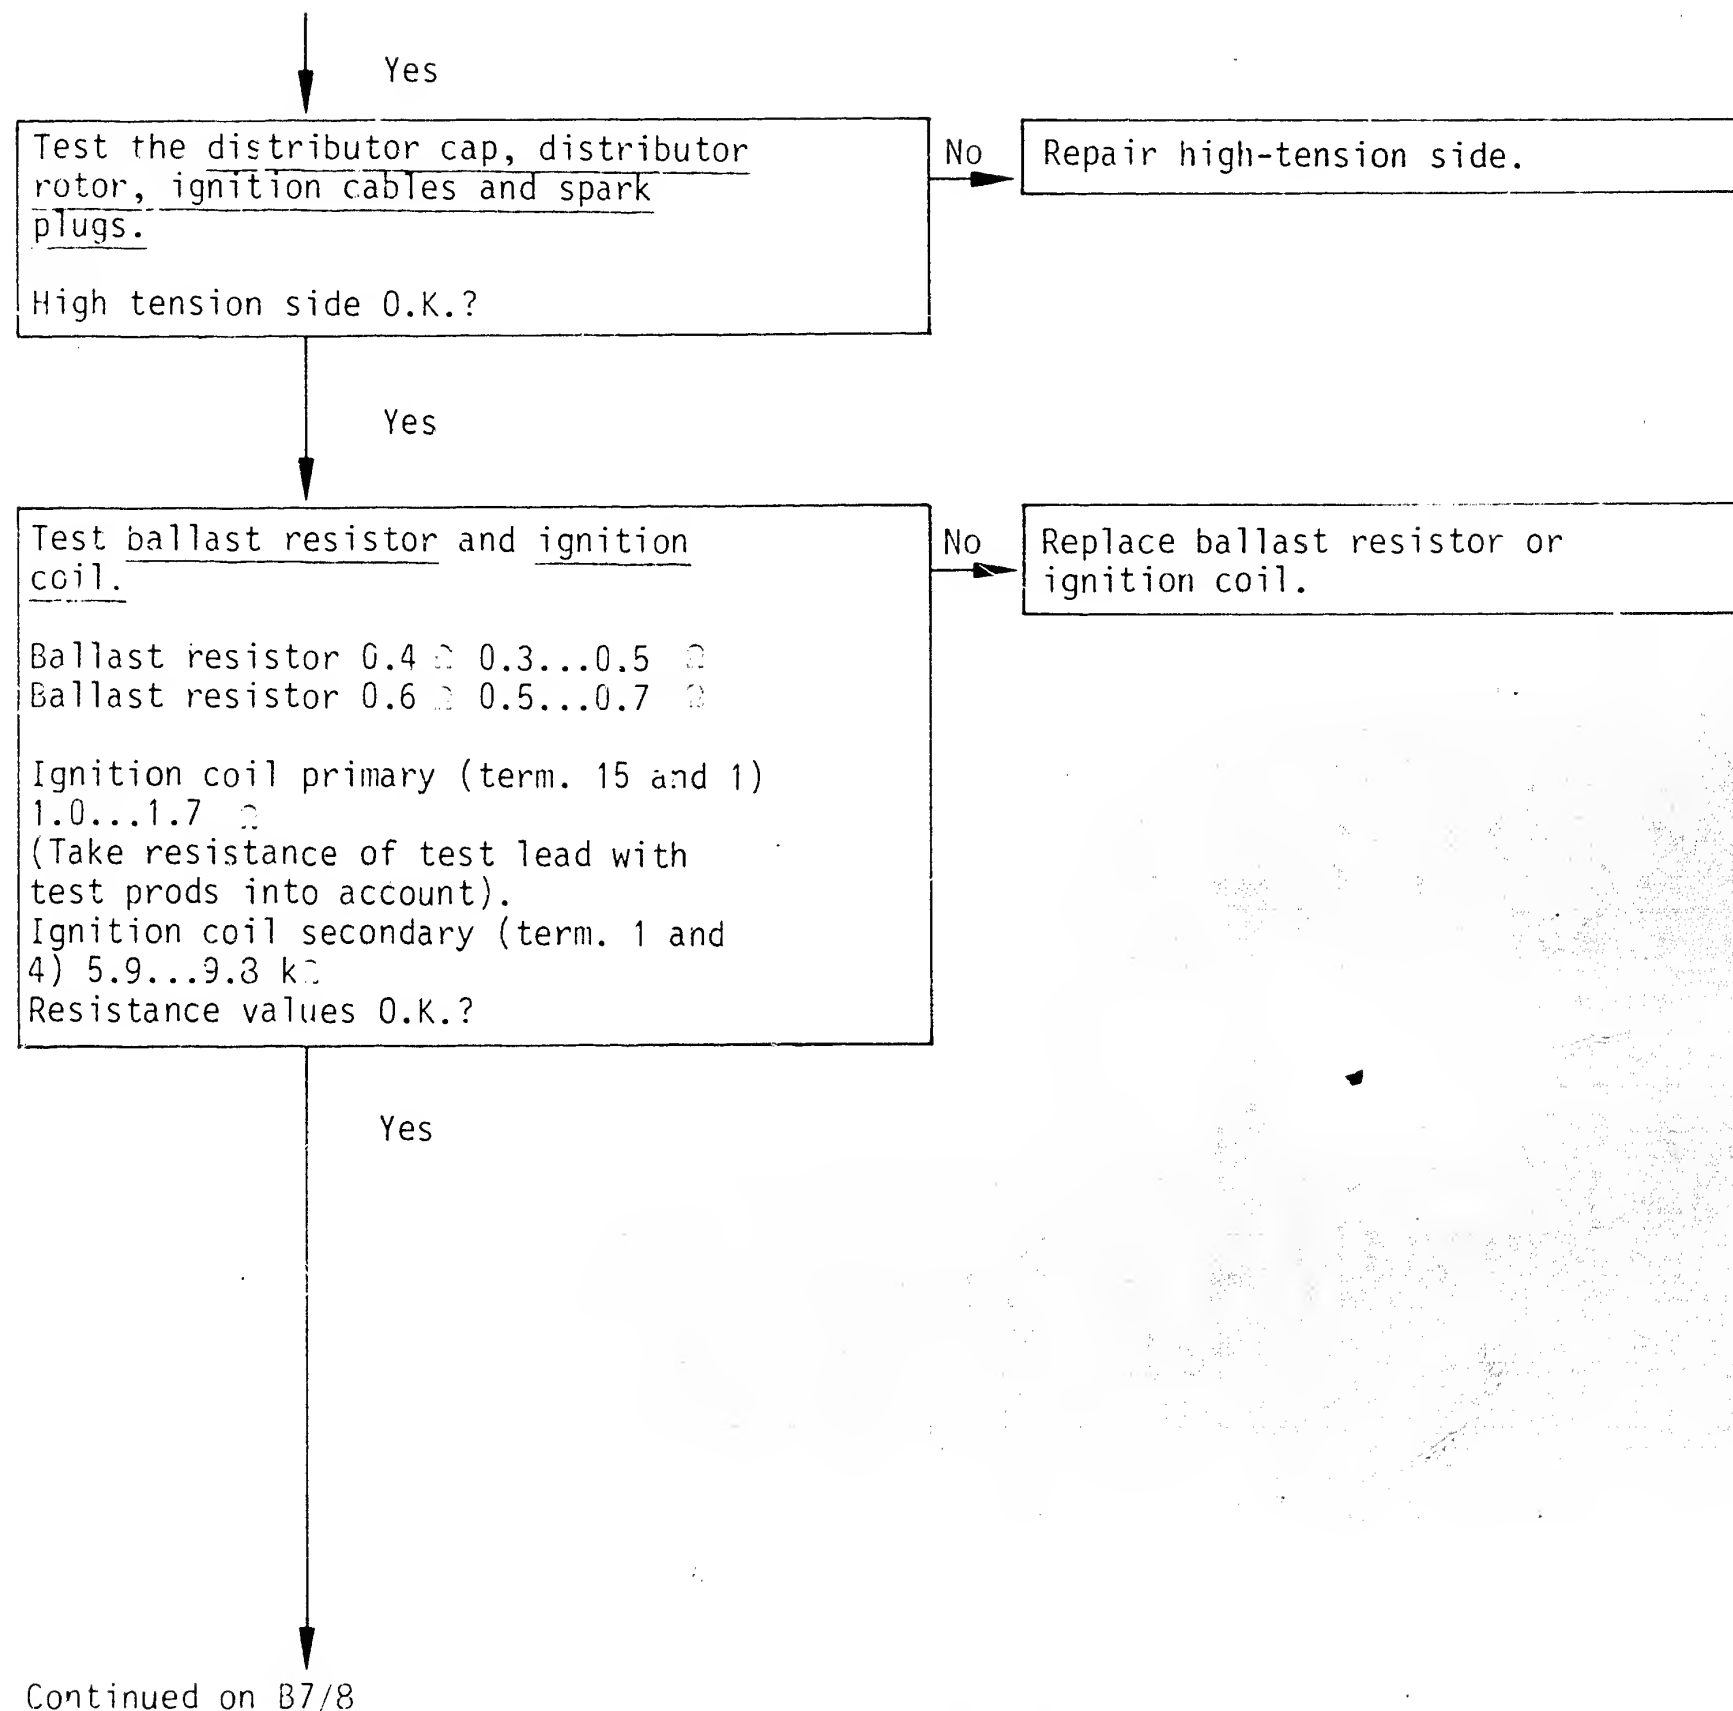 Yes
Test the distributor cap, distributor
rotor, ignition cables and spark
plugs.
High tension side O.K.?
No
Repair high-tension side.
Yes
Test ballast resistor and ignition
coil.
Ballast resistor 0.4 Ω 0.3...0.5 Ω
Ballast resistor 0.6 Ω 0.5...0.7 Ω
Ignition coil primary (term. 15 and 1)
1.0...1.7 Ω
(Take resistance of test lead with
test prods into account).
Ignition coil secondary (term. 1 and
4) 5.9...9.3 kΩ
Resistance values O.K.?
No
Replace ballast resistor or
ignition coil.
Yes
Continued on B7/8